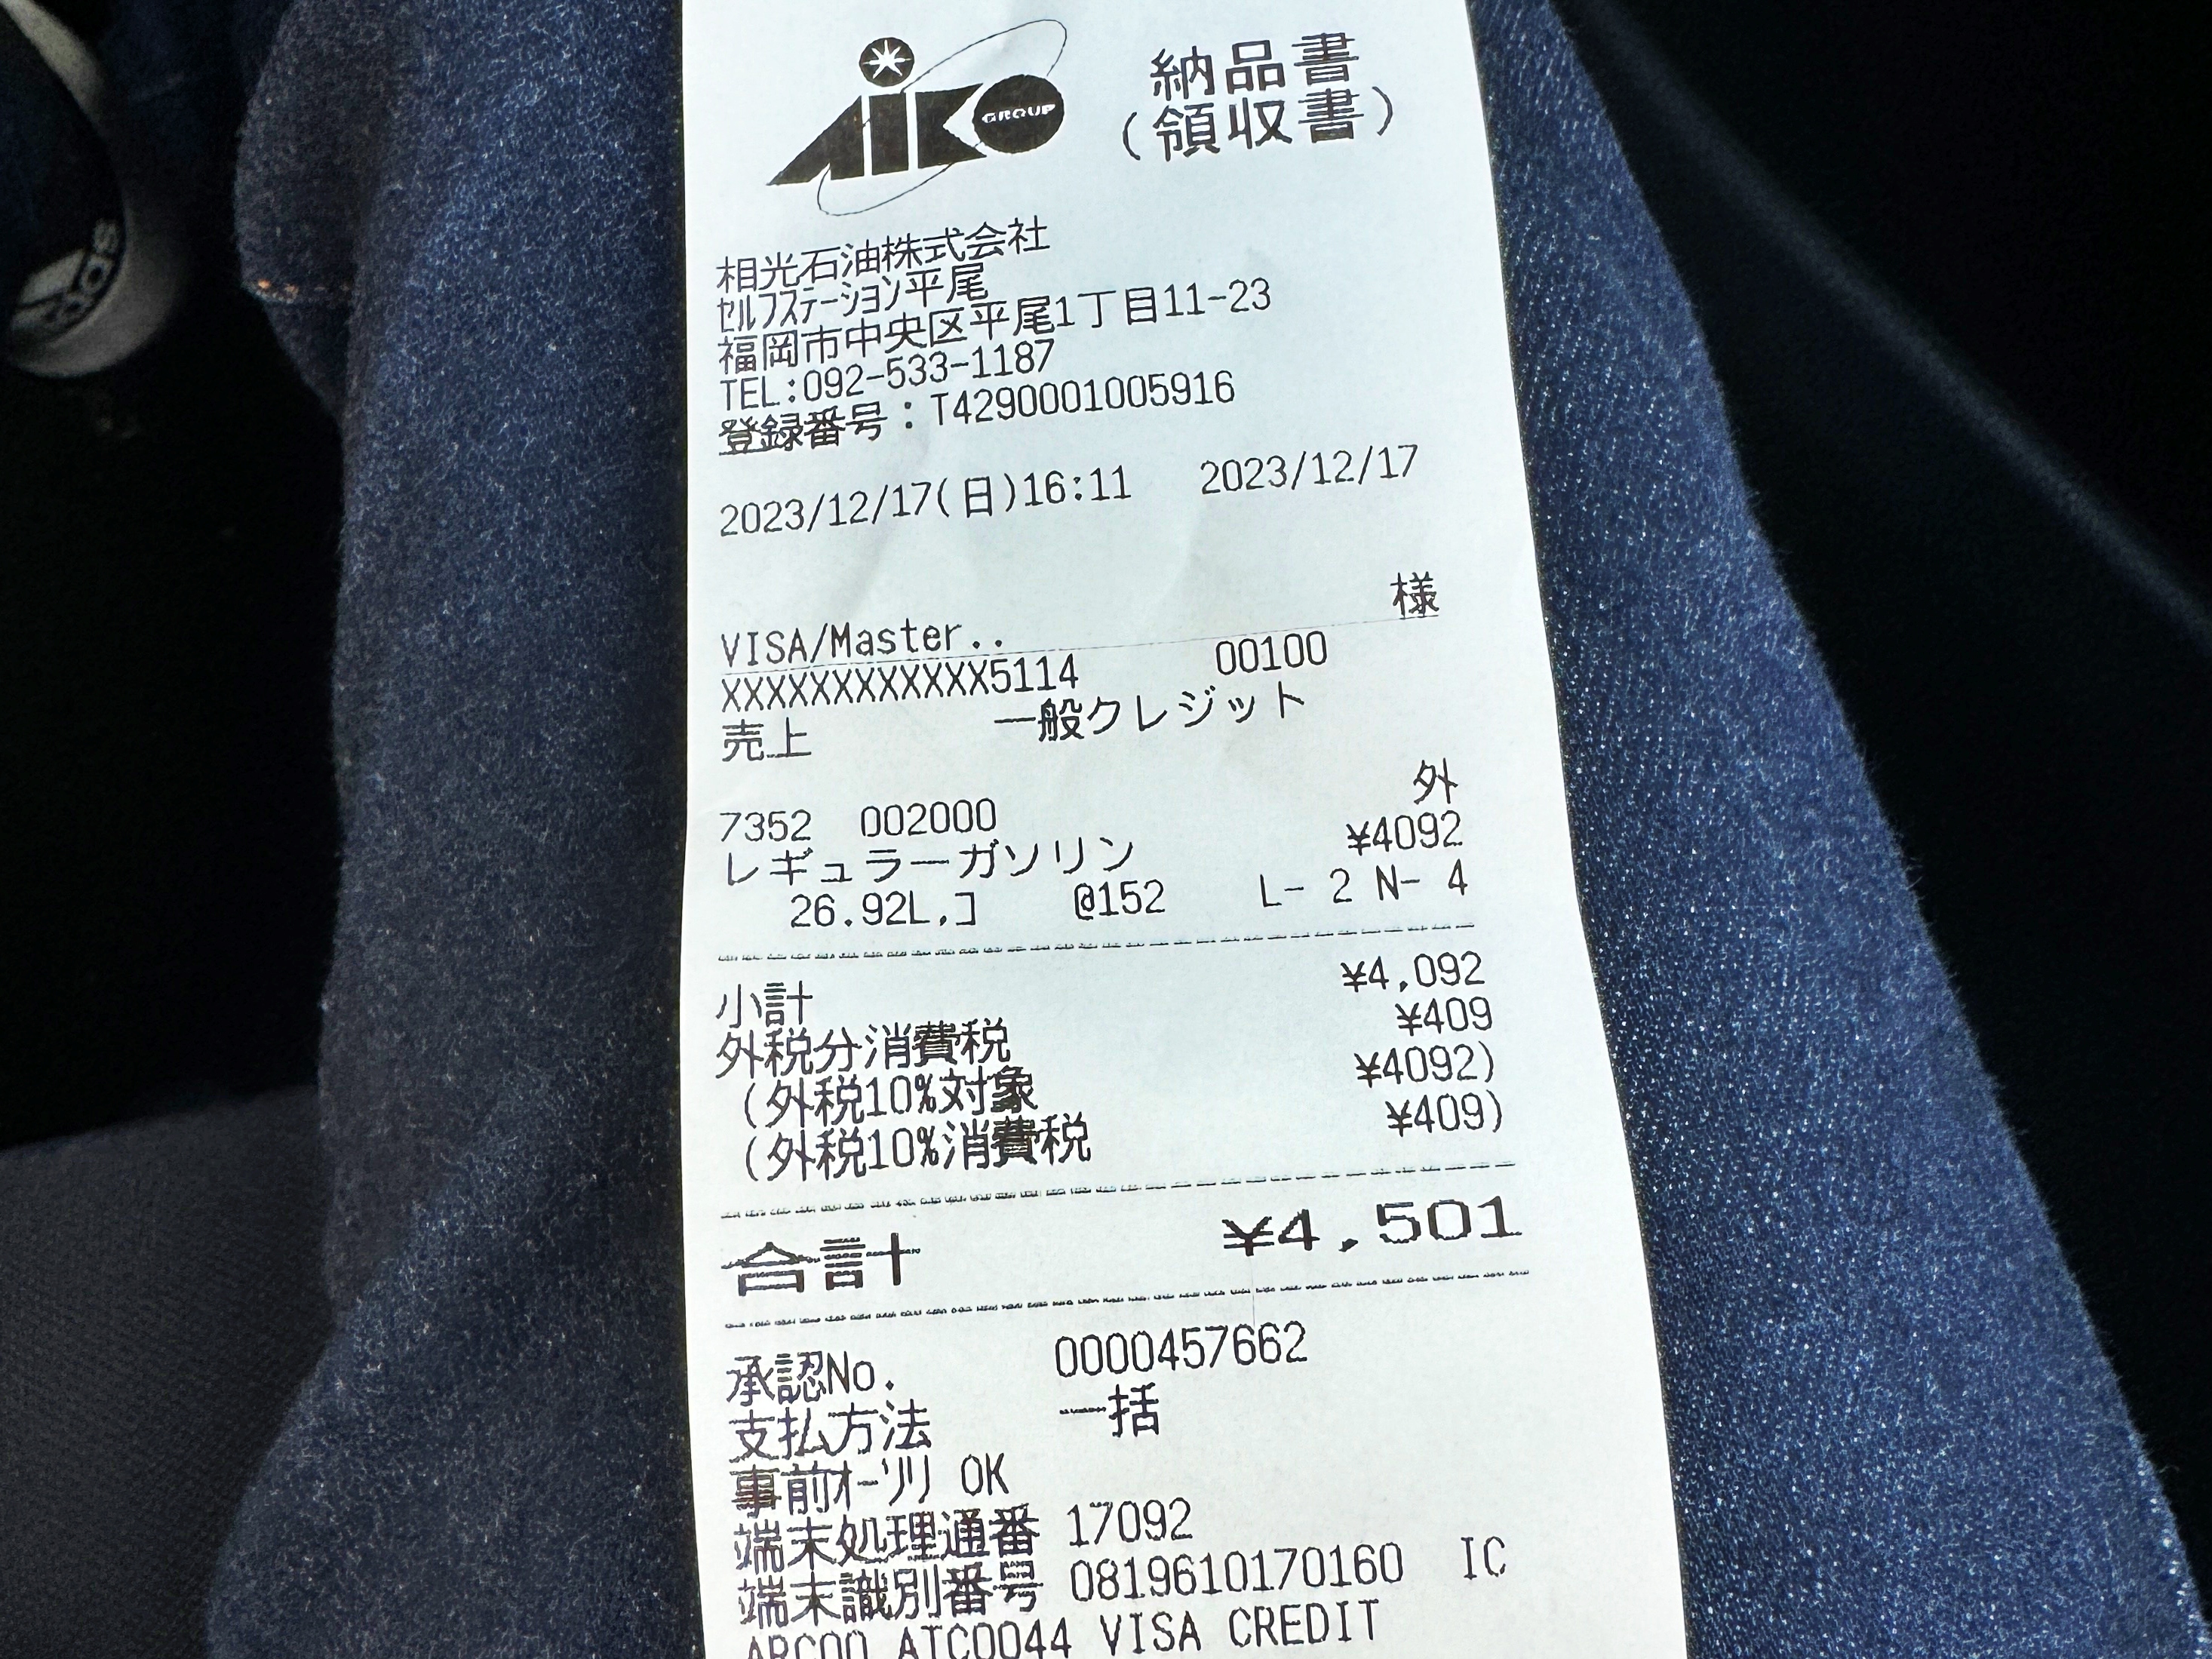 AiKO GROUP
納品書
(領収書)
相光石油株式会社
セルフステーション平尾
福岡市中央区平尾1丁目11-23
TEL:092-533-1187
登録番号:T4290001005916
2023/12/17(日)16:11 2023/12/17
様
VISA/Master..
XXXXXXXXXXXX5114 00100
売上 一般クレジット
外
7352 002000
レギュラーガソリン ¥4092
26.92L,コ @152 L- 2 N- 4
小計 ¥4,092
外税分消費税 ¥409
(外税10%対象 ¥4092)
(外税10%消費税 ¥409)
合計 ¥4,501
承認No. 0000457662
支払方法 一括
事前オーソリ OK
端末処理通番 17092
端末識別番号 0819610170160 IC
ARC00 ATC0044 VISA CREDIT